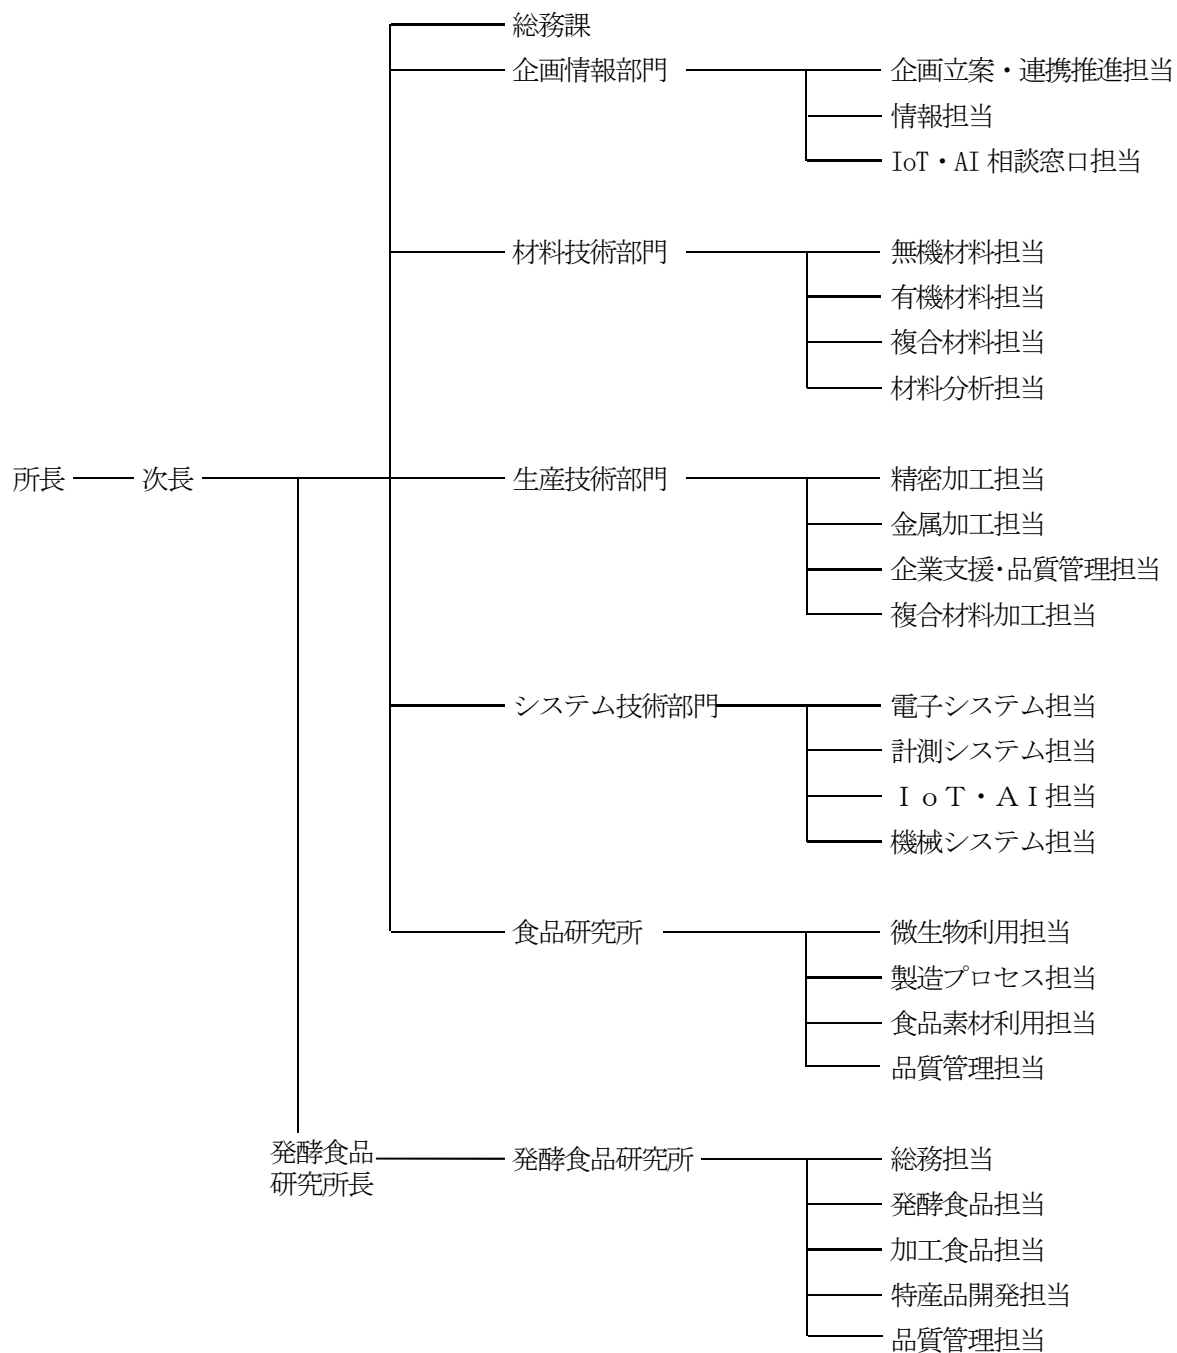 総務課
企画情報部門 企画立案・連携推進担当
情報担当
IoT・AI 相談窓口担当
材料技術部門 無機材料担当
有機材料担当
複合材料担当
材料分析担当
所長 次長 生産技術部門 精密加工担当
金属加工担当
企業支援・品質管理担当
複合材料加工担当
システム技術部門 電子システム担当
計測システム担当
ＩｏＴ・ＡＩ担当
機械システム担当
食品研究所 微生物利用担当
製造プロセス担当
食品素材利用担当
品質管理担当
発酵食品
研究所長
発酵食品研究所 総務担当
発酵食品担当
加工食品担当
特産品開発担当
品質管理担当